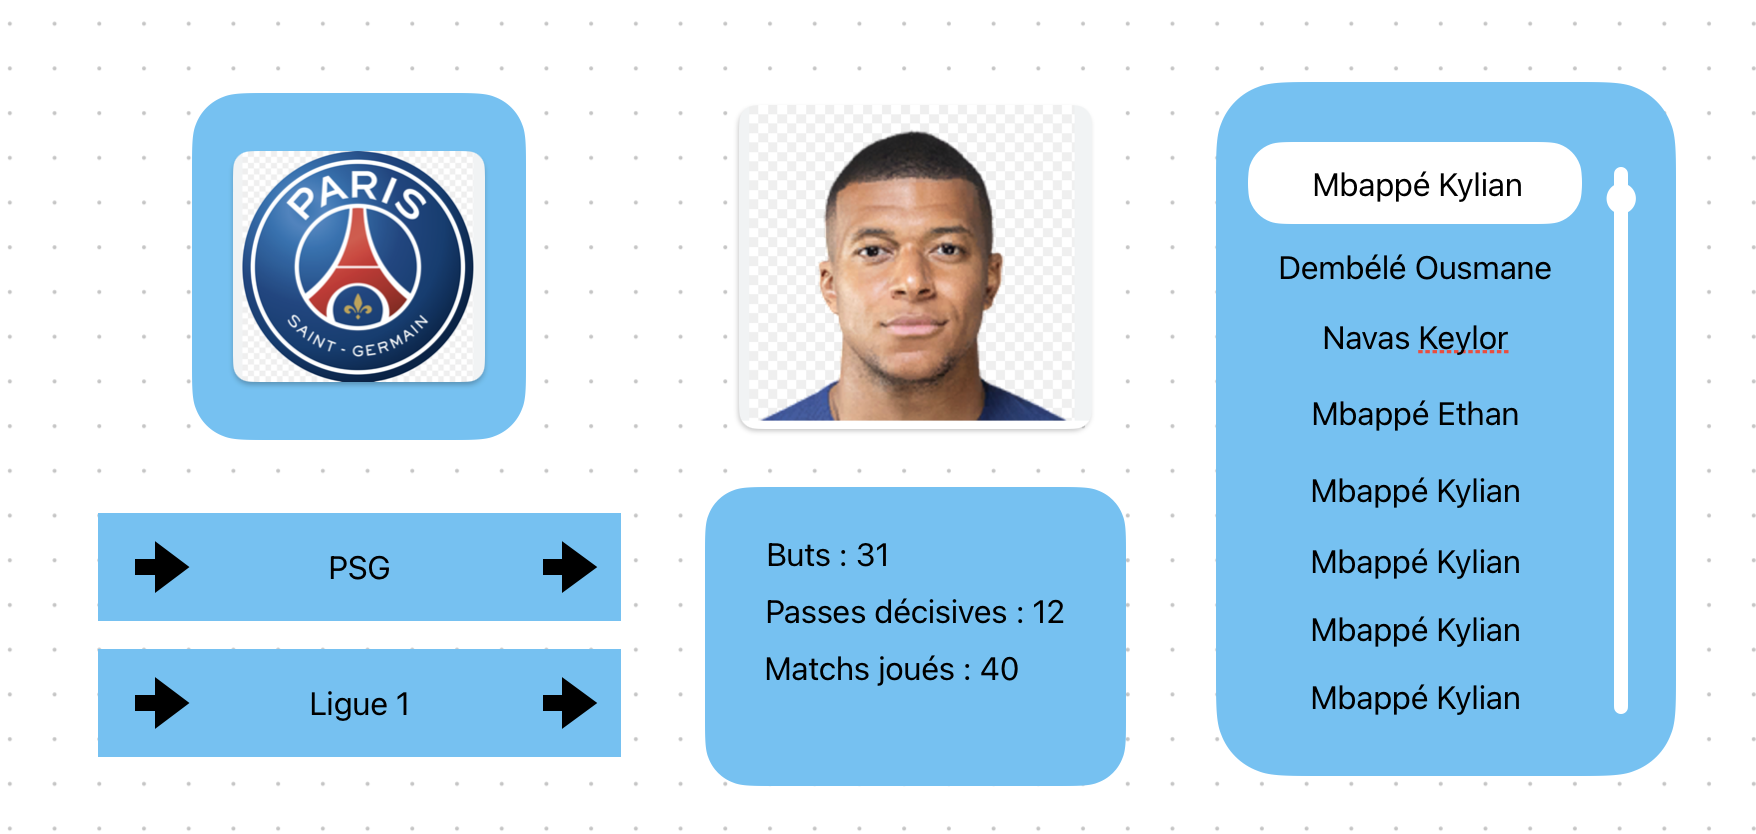 PARIS
SAINT - GERMAIN
PSG
Ligue 1
Buts : 31
Passes décisives : 12
Matchs joués : 40
Mbappé Kylian
Dembélé Ousmane
Navas Keylor
Mbappé Ethan
Mbappé Kylian
Mbappé Kylian
Mbappé Kylian
Mbappé Kylian